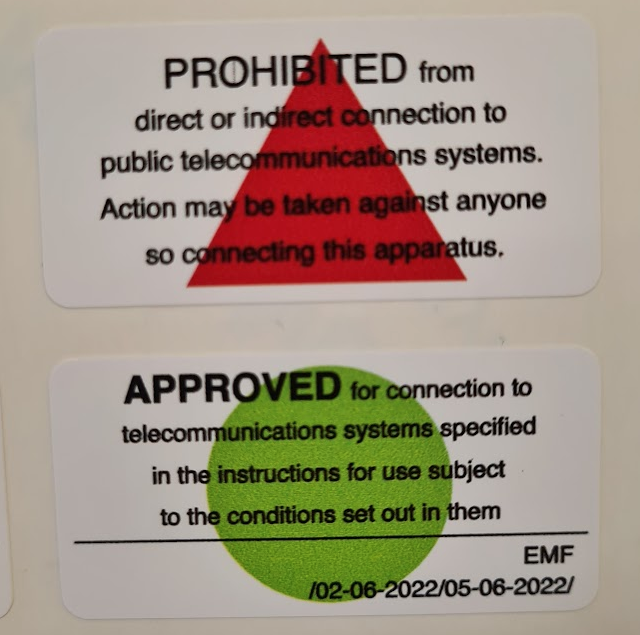 PROHIBITED from
direct or indirect connection to
public telecommunications systems.
Action may be taken against anyone
so connecting this apparatus.
APPROVED for connection to
telecommunications systems specified
in the instructions for use subject
to the conditions set out in them
EMF
/02-06-2022/05-06-2022/